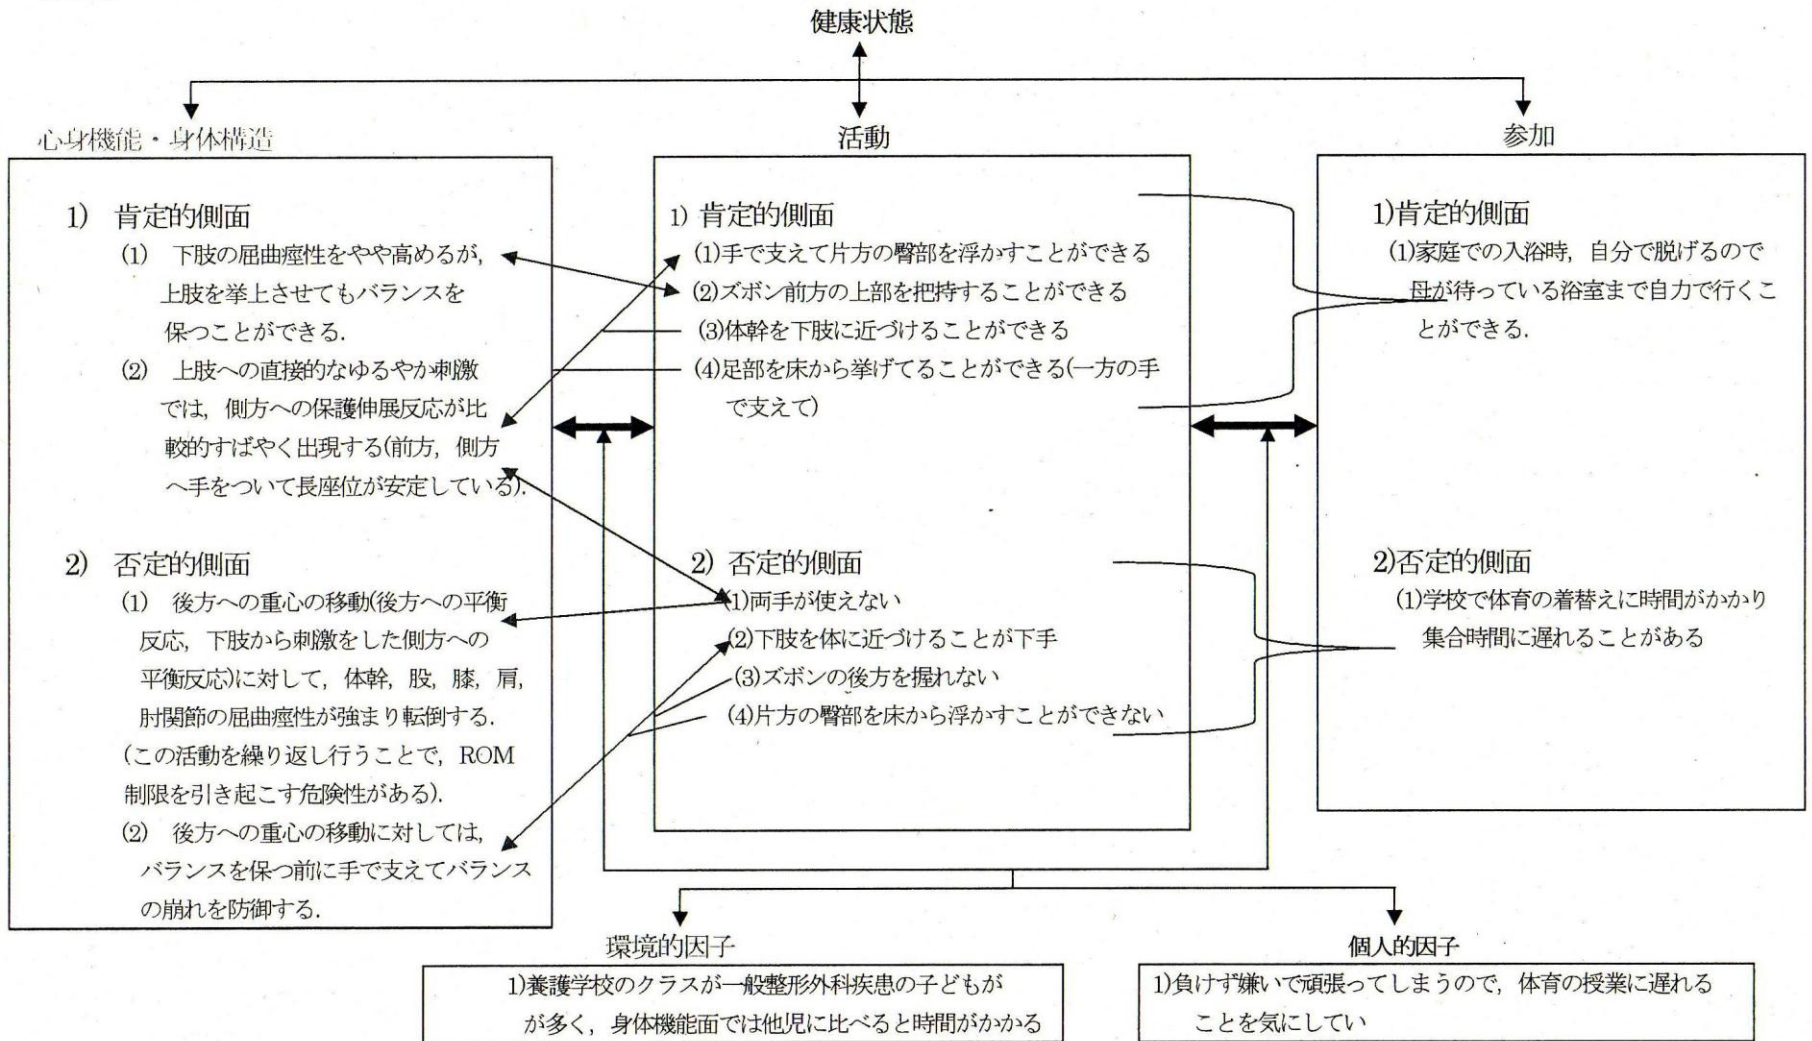 健康状態
心身機能・身体構造
1) 肯定的側面
(1) 下肢の屈曲痙性をやや高めるが,
上肢を挙上させてもバランスを
保つことができる.
(2) 上肢への直接的なゆるやか刺激
では, 側方への保護伸展反応が比
較的すばやく出現する(前方, 側方
へ手をついて長座位が安定している).
2) 否定的側面
(1) 後方への重心の移動(後方への平衡
反応, 下肢から刺激をした側方への
平衡反応)に対して, 体幹, 股, 膝, 肩,
肘関節の屈曲痙性が強まり転倒する.
(この活動を繰り返し行うことで, ROM
制限を引き起こす危険性がある).
(2) 後方への重心の移動に対しては,
バランスを保つ前に手で支えてバランス
の崩れを防御する.
活動
1) 肯定的側面
(1)手で支えて片方の臀部を浮かすことができる
(2)ズボン前方の上部を把持することができる
(3)体幹を下肢に近づけることができる
(4)足部を床から挙げてることができる(一方の手
で支えて)
2) 否定的側面
(1)両手が使えない
(2)下肢を体に近づけることが下手
(3)ズボンの後方を握れない
(4)片方の臀部を床から浮かすことができない
参加
1)肯定的側面
(1)家庭での入浴時, 自分で脱げるので
母が待っている浴室まで自力で行くこ
とができる.
2)否定的側面
(1)学校で体育の着替えに時間がかかり
集合時間に遅れることがある
環境的因子
1)養護学校のクラスが一般整形外科疾患の子どもが
が多く, 身体機能面では他児に比べると時間がかかる
個人的因子
1)負けず嫌いで頑張ってしまうので, 体育の授業に遅れる
ことを気にしてい